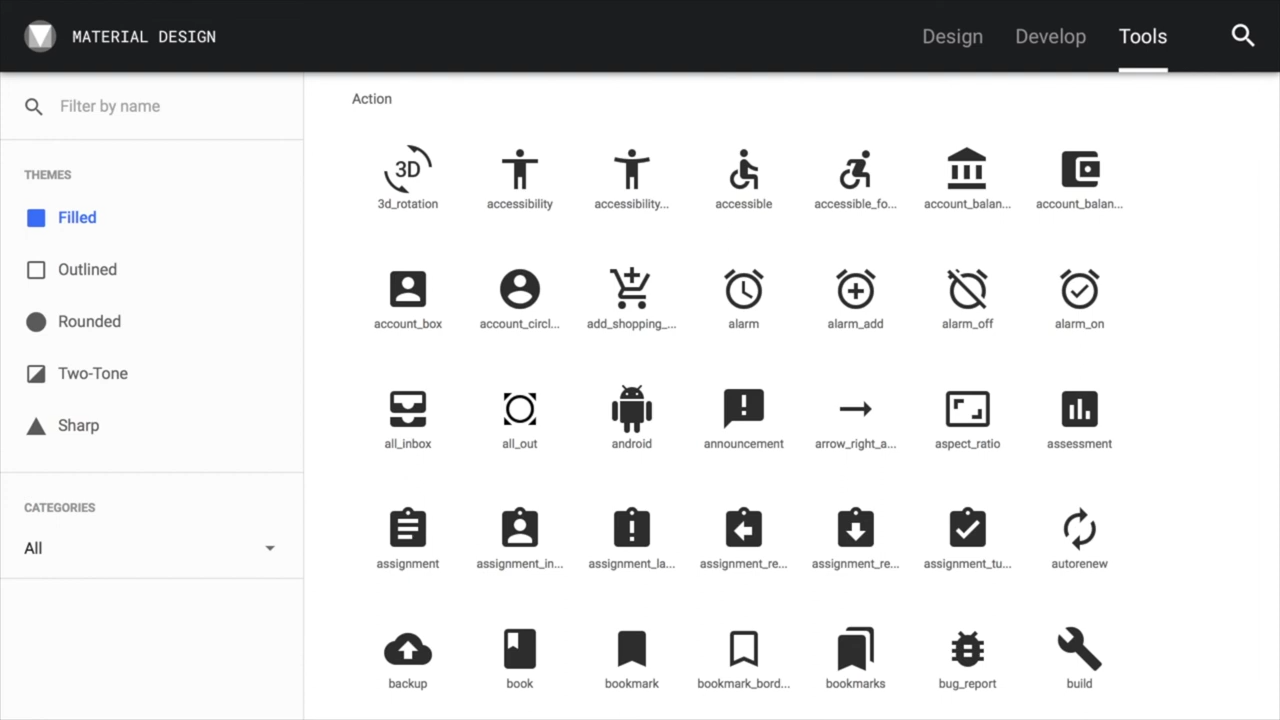 MATERIAL DESIGN
Design Develop Tools
Filter by name
THEMES
Filled
Outlined
Rounded
Two-Tone
Sharp
CATEGORIES
All
Action
3D
3d_rotation accessibility accessibility... accessible accessible_fo... account_balan... account_balan...
account_box account_circl... add_shopping_... alarm alarm_add alarm_off alarm_on
all_inbox all_out android announcement arrow_right_a... aspect_ratio assessment
assignment assignment_in... assignment_la... assignment_re... assignment_re... assignment_tu... autorenew
backup book bookmark bookmark_bord... bookmarks bug_report build